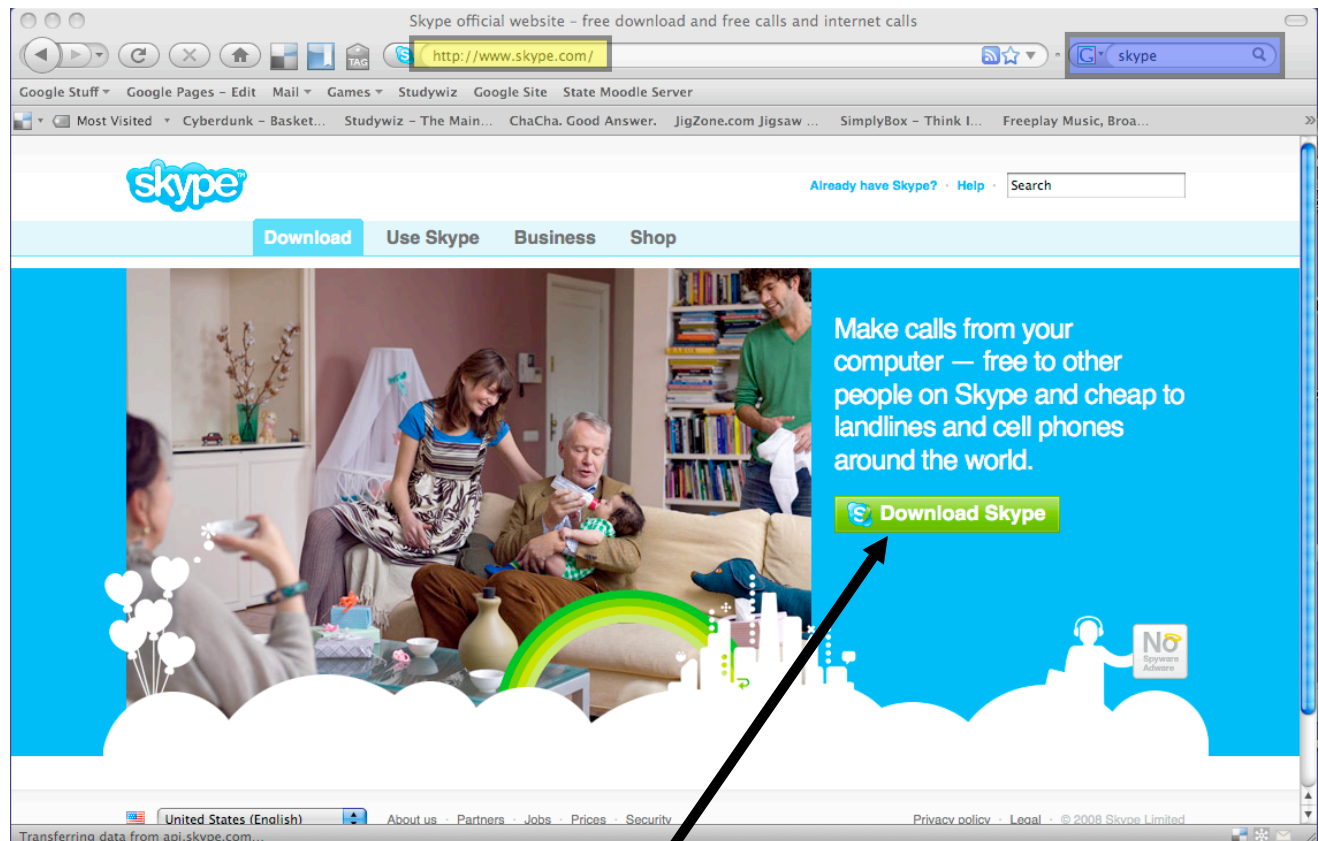 Skype official website – free download and free calls and internet calls
TAG
http://www.skype.com/
skype
Google Stuff Google Pages – Edit Mail Games Studywiz Google Site State Moodle Server
Most Visited Cyberdunk – Basket... Studywiz – The Main... ChaCha. Good Answer. JigZone.com Jigsaw ... SimplyBox – Think I... Freeplay Music, Broa... »
skype™
Already have Skype? · Help · Search
Download Use Skype Business Shop
Make calls from your
computer — free to other
people on Skype and cheap to
landlines and cell phones
around the world.
Download Skype
No
Spyware
Adware
United States (English) About us · Partners · Jobs · Prices · Security Privacy policy · Legal · © 2008 Skype Limited
Transferring data from api.skype.com...